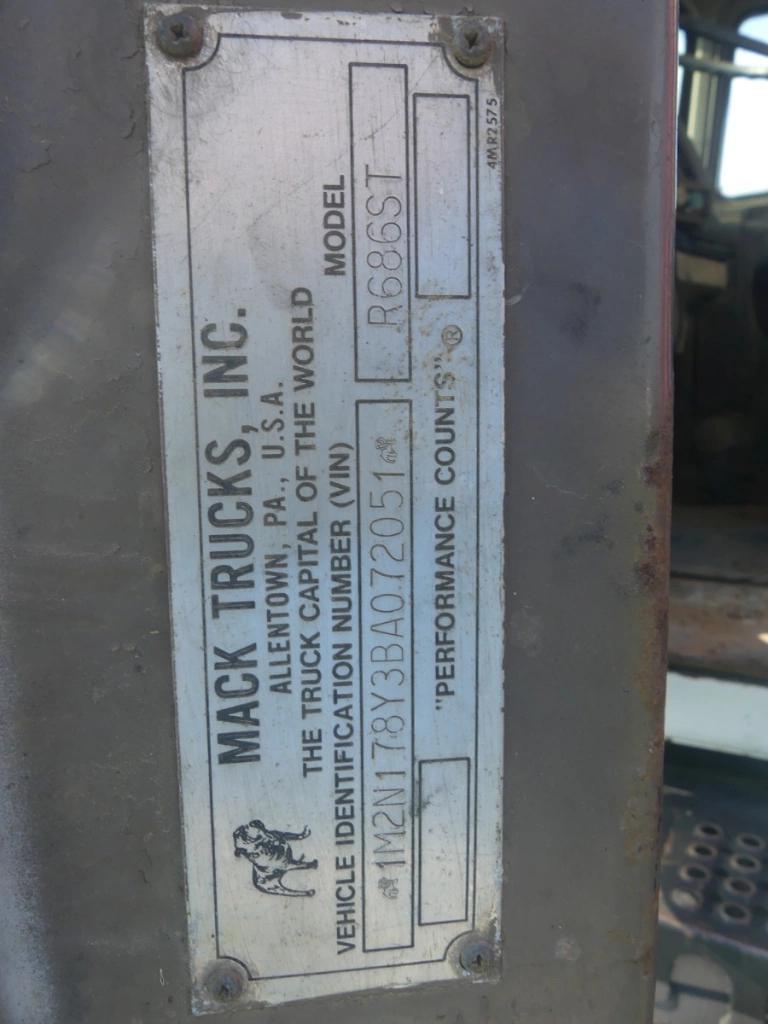 MACK TRUCKS, INC.
ALLENTOWN, PA., U.S.A.
THE TRUCK CAPITAL OF THE WORLD
VEHICLE IDENTIFICATION NUMBER (VIN) MODEL
1M2N178Y3BA072051 R686ST
"PERFORMANCE COUNTS"®
4MR2575